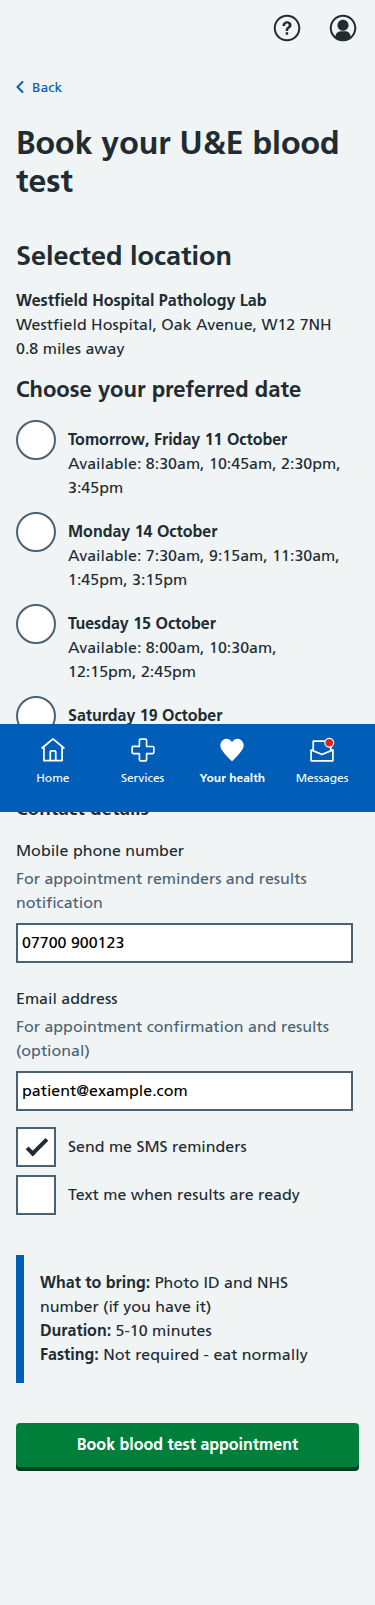 Back
Book your U&E blood
test
Selected location
Westfield Hospital Pathology Lab
Westfield Hospital, Oak Avenue, W12 7NH
0.8 miles away
Choose your preferred date
Tomorrow, Friday 11 October
Available: 8:30am, 10:45am, 2:30pm,
3:45pm
Monday 14 October
Available: 7:30am, 9:15am, 11:30am,
1:45pm, 3:15pm
Tuesday 15 October
Available: 8:00am, 10:30am,
12:15pm, 2:45pm
Saturday 19 October
Home
Services
Your health
Messages
Contact details
Mobile phone number
For appointment reminders and results
notification
07700 900123
Email address
For appointment confirmation and results
(optional)
patient@example.com
Send me SMS reminders
Text me when results are ready
What to bring: Photo ID and NHS
number (if you have it)
Duration: 5-10 minutes
Fasting: Not required - eat normally
Book blood test appointment